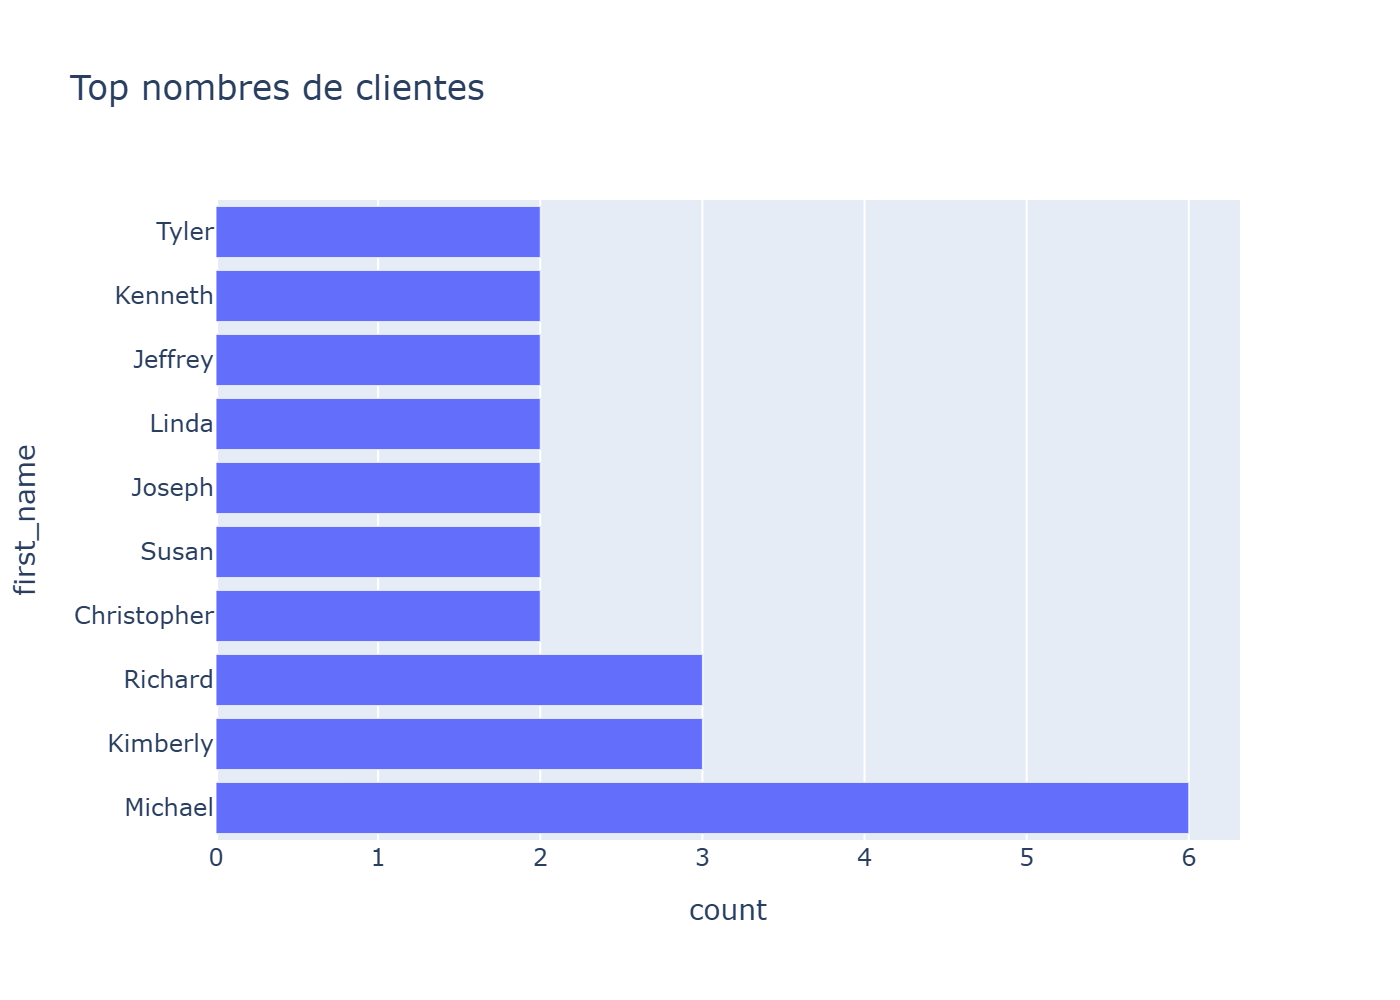 Top nombres de clientes
Tyler
Kenneth
Jeffrey
Linda
Joseph
Susan
Christopher
Richard
Kimberly
Michael
first_name
0 1 2 3 4 5 6
count